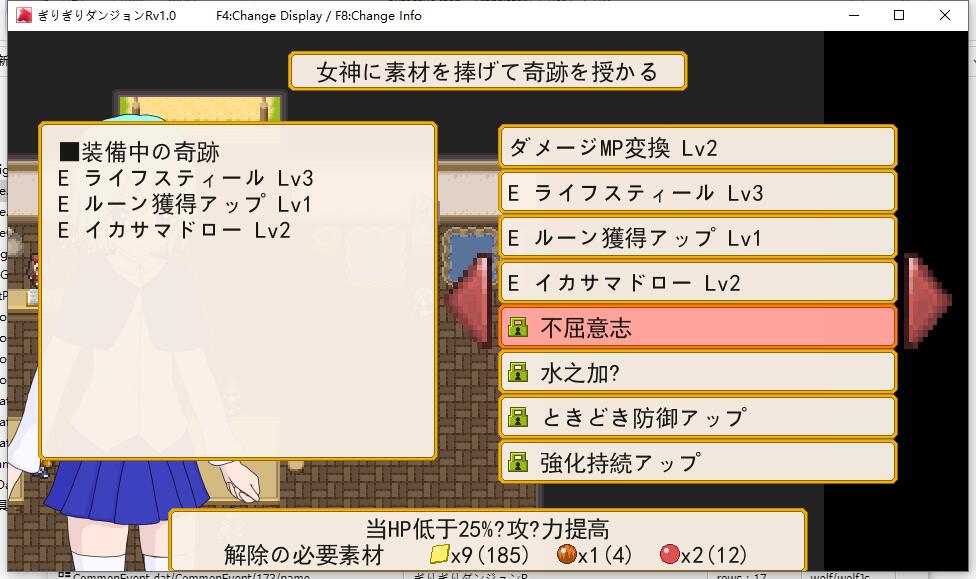 ぎりぎりダンジョンRv1.0 F4:Change Display / F8:Change Info
女神に素材を捧げて奇跡を授かる
■装備中の奇跡
E ライフスティール Lv3
E ルーン獲得アップ Lv1
E イカサマドロー Lv2
ダメージMP変換 Lv2
E ライフスティール Lv3
E ルーン獲得アップ Lv1
E イカサマドロー Lv2
不屈意志
水之加?
ときどき防御アップ
強化持続アップ
当HP低于25%?攻?力提高
解除の必要素材 x9(185) x1(4) x2(12)
CommonEvent.dat/CommonEvent/173/name
rows : 17